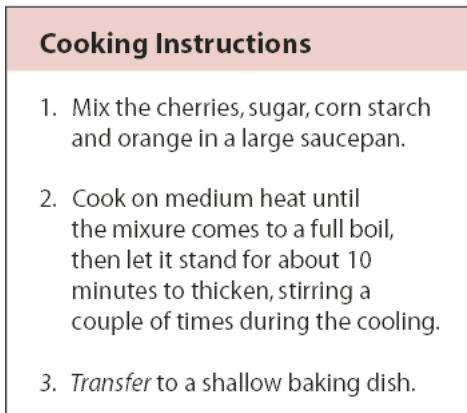 Cooking Instructions
1. Mix the cherries, sugar, corn starch
and orange in a large saucepan.
2. Cook on medium heat until
the mixure comes to a full boil,
then let it stand for about 10
minutes to thicken, stirring a
couple of times during the cooling.
3. Transfer to a shallow baking dish.